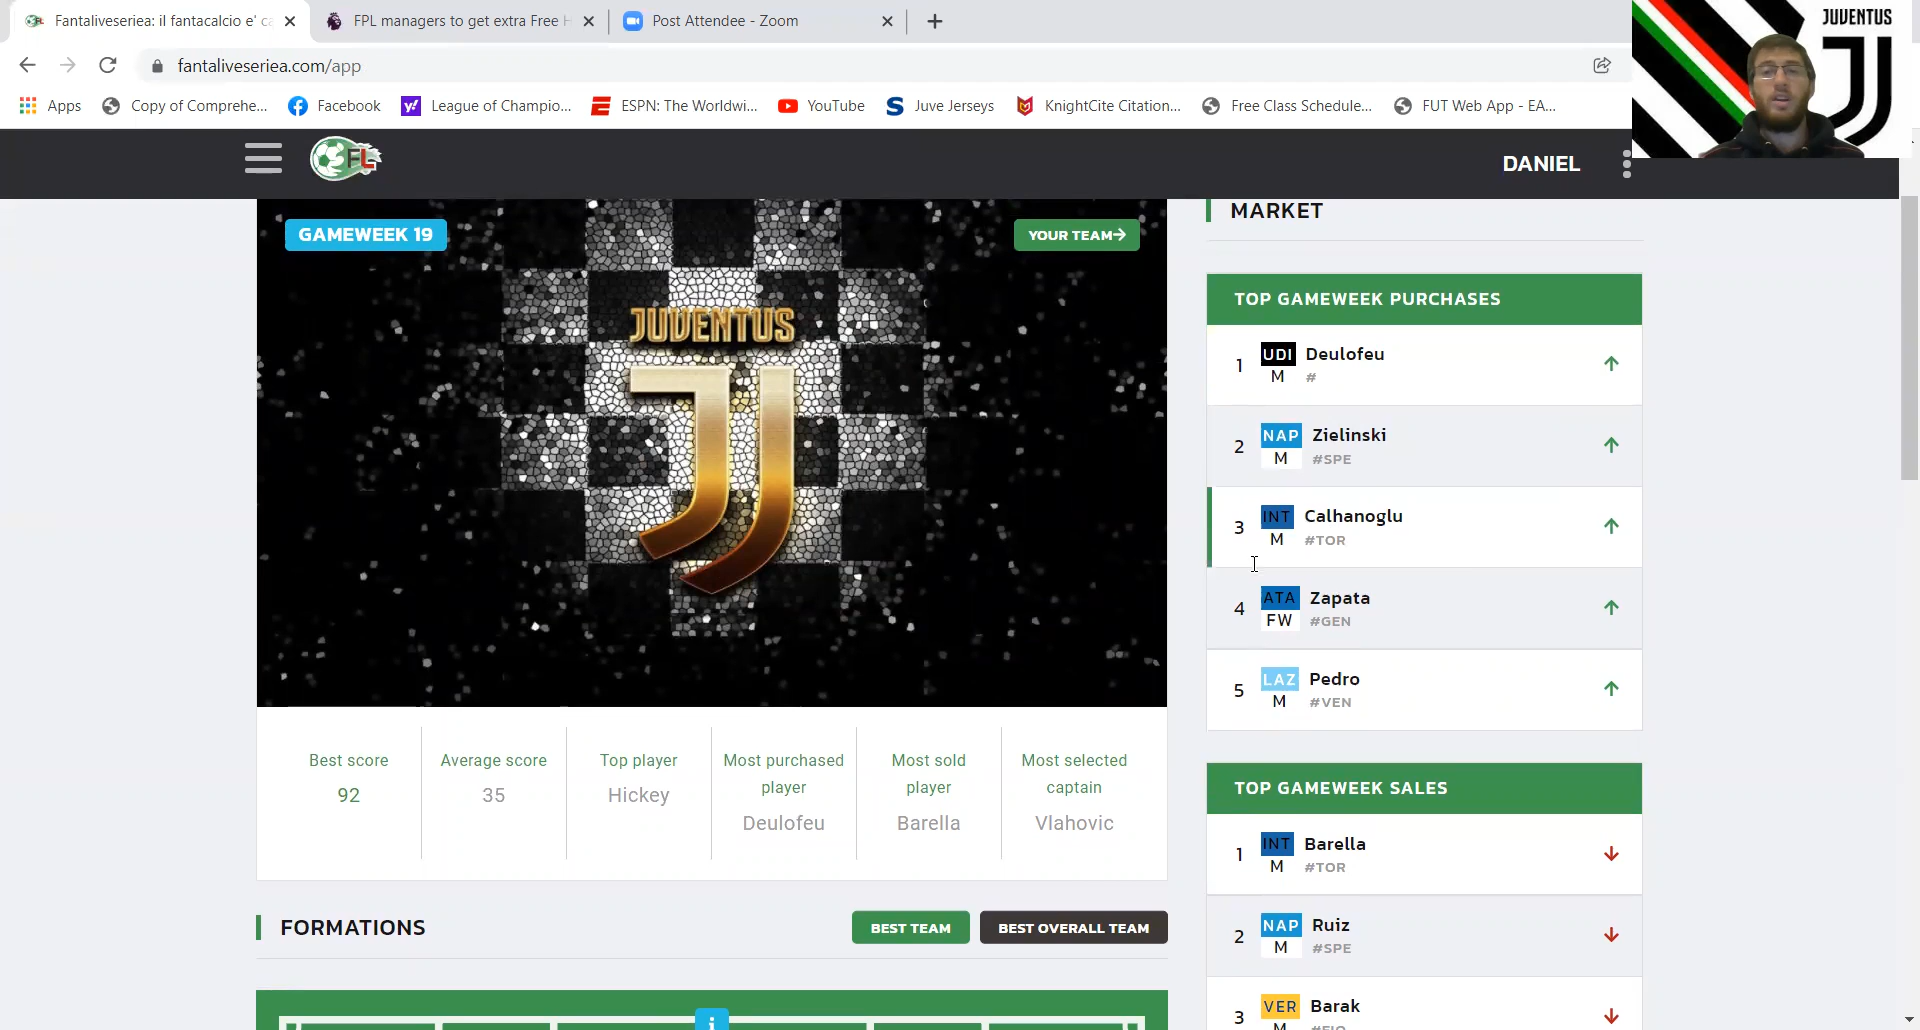 Fantaliveseriea: il fantacalcio e' ca
FPL managers to get extra Free H
Post Attendee - Zoom
fantaliveseriea.com/app
Apps
Copy of Comprehe...
Facebook
League of Champio...
ESPN: The Worldwi...
YouTube
Juve Jerseys
KnightCite Citation...
Free Class Schedule...
FUT Web App - EA...
JUVENTUS
FL
DANIEL
GAMEWEEK 19
YOUR TEAM→
JUVENTUS
Best score
92
Average score
35
Top player
Hickey
Most purchased
player
Deulofeu
Most sold
player
Barella
Most selected
captain
Vlahovic
FORMATIONS
BEST TEAM
BEST OVERALL TEAM
i
MARKET
TOP GAMEWEEK PURCHASES
1 UDI Deulofeu
M #
2 NAP Zielinski
M #SPE
3 INT Calhanoglu
M #TOR
4 ATA Zapata
FW #GEN
5 LAZ Pedro
M #VEN
TOP GAMEWEEK SALES
1 INT Barella
M #TOR
2 NAP Ruiz
M #SPE
3 VER Barak
M #FIO